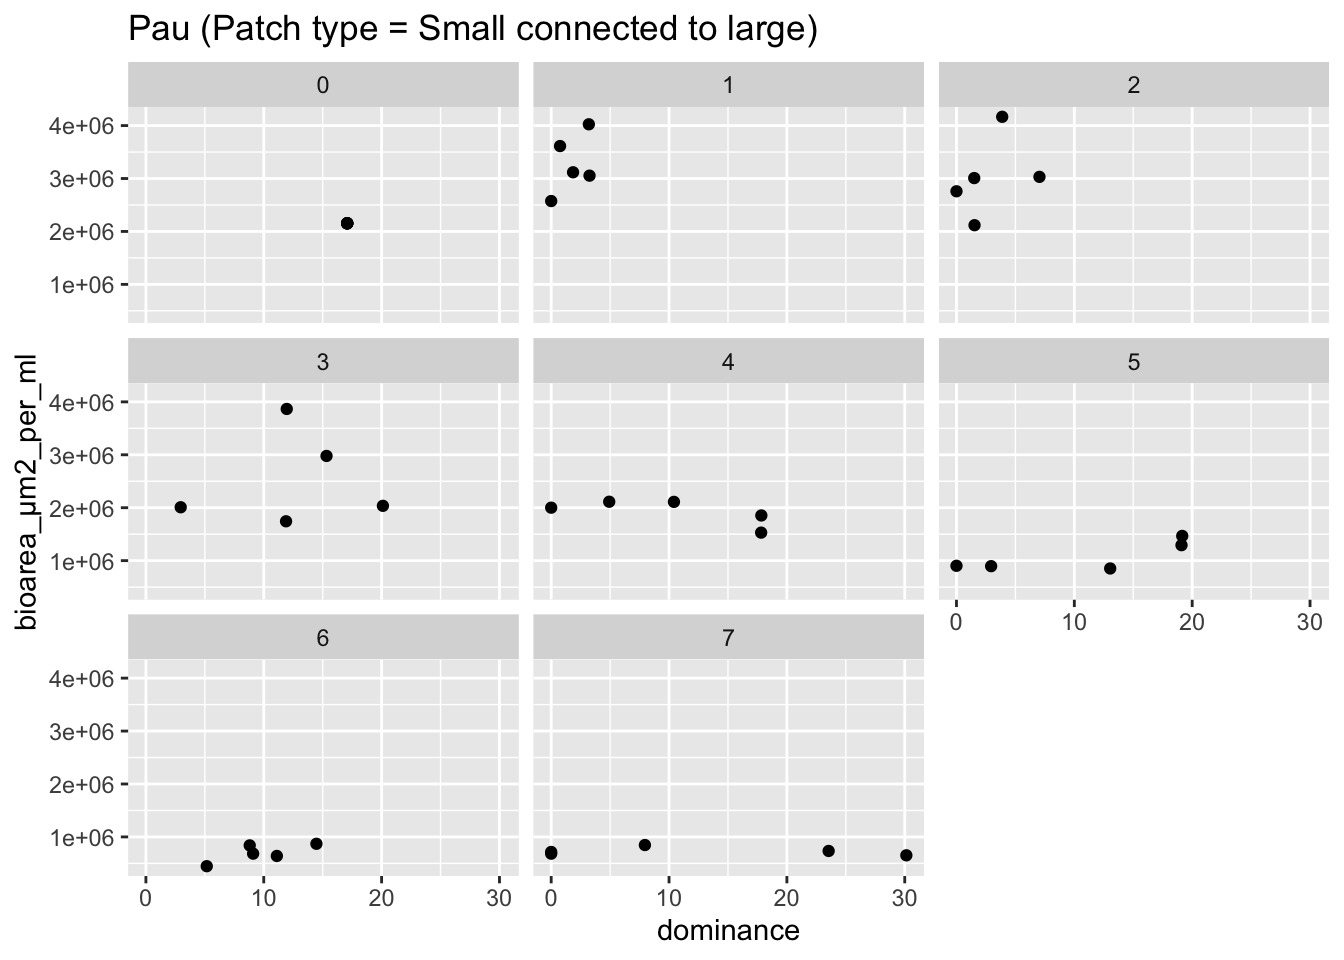 Pau (Patch type = Small connected to large)
0
1
2
4e+06
3e+06
2e+06
1e+06
3
4
5
4e+06
3e+06
2e+06
1e+06
0 10 20 30
6
7
4e+06
3e+06
2e+06
1e+06
0 10 20 30
0 10 20 30
dominance
bioarea_µm2_per_ml